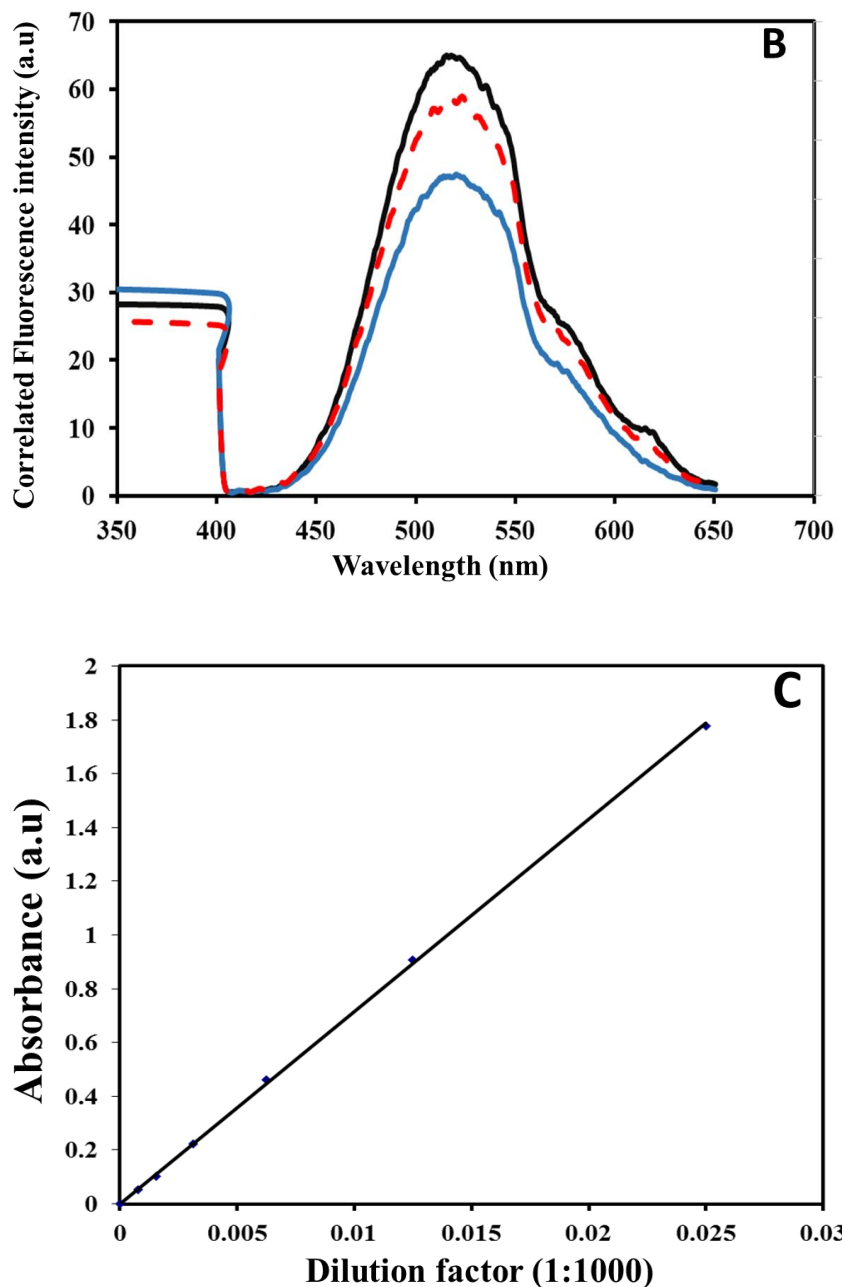 B
Correlated Fluorescence intensity (a.u)
70
60
50
40
30
20
10
0
350 400 450 500 550 600 650 700
Wavelength (nm)
C
Absorbance (a.u)
2
1.8
1.6
1.4
1.2
1
0.8
0.6
0.4
0.2
0
0 0.005 0.01 0.015 0.02 0.025 0.03
Dilution factor (1:1000)